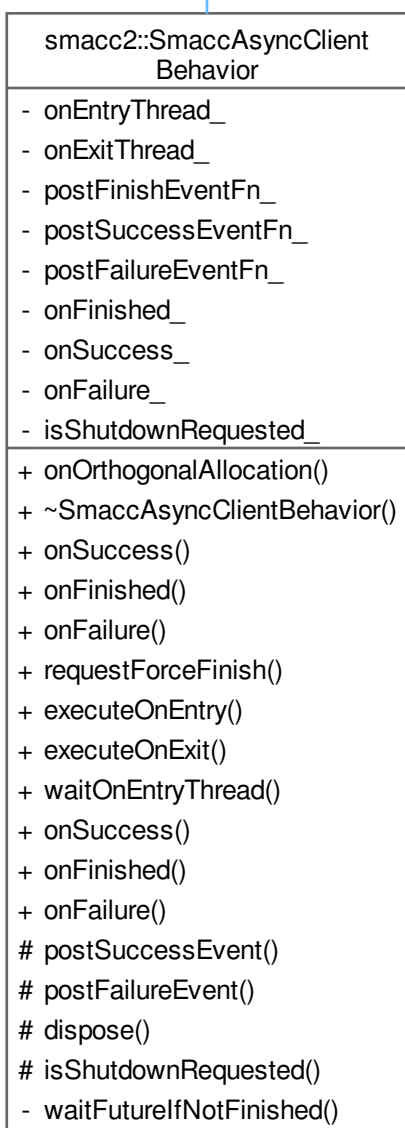 smacc2::SmaccAsyncClient
Behavior
- onEntryThread_
- onExitThread_
- postFinishEventFn_
- postSuccessEventFn_
- postFailureEventFn_
- onFinished_
- onSuccess_
- onFailure_
- isShutdownRequested_
+ onOrthogonalAllocation()
+ ~SmaccAsyncClientBehavior()
+ onSuccess()
+ onFinished()
+ onFailure()
+ requestForceFinish()
+ executeOnEntry()
+ executeOnExit()
+ waitOnEntryThread()
+ onSuccess()
+ onFinished()
+ onFailure()
# postSuccessEvent()
# postFailureEvent()
# dispose()
# isShutdownRequested()
- waitFutureIfNotFinished()